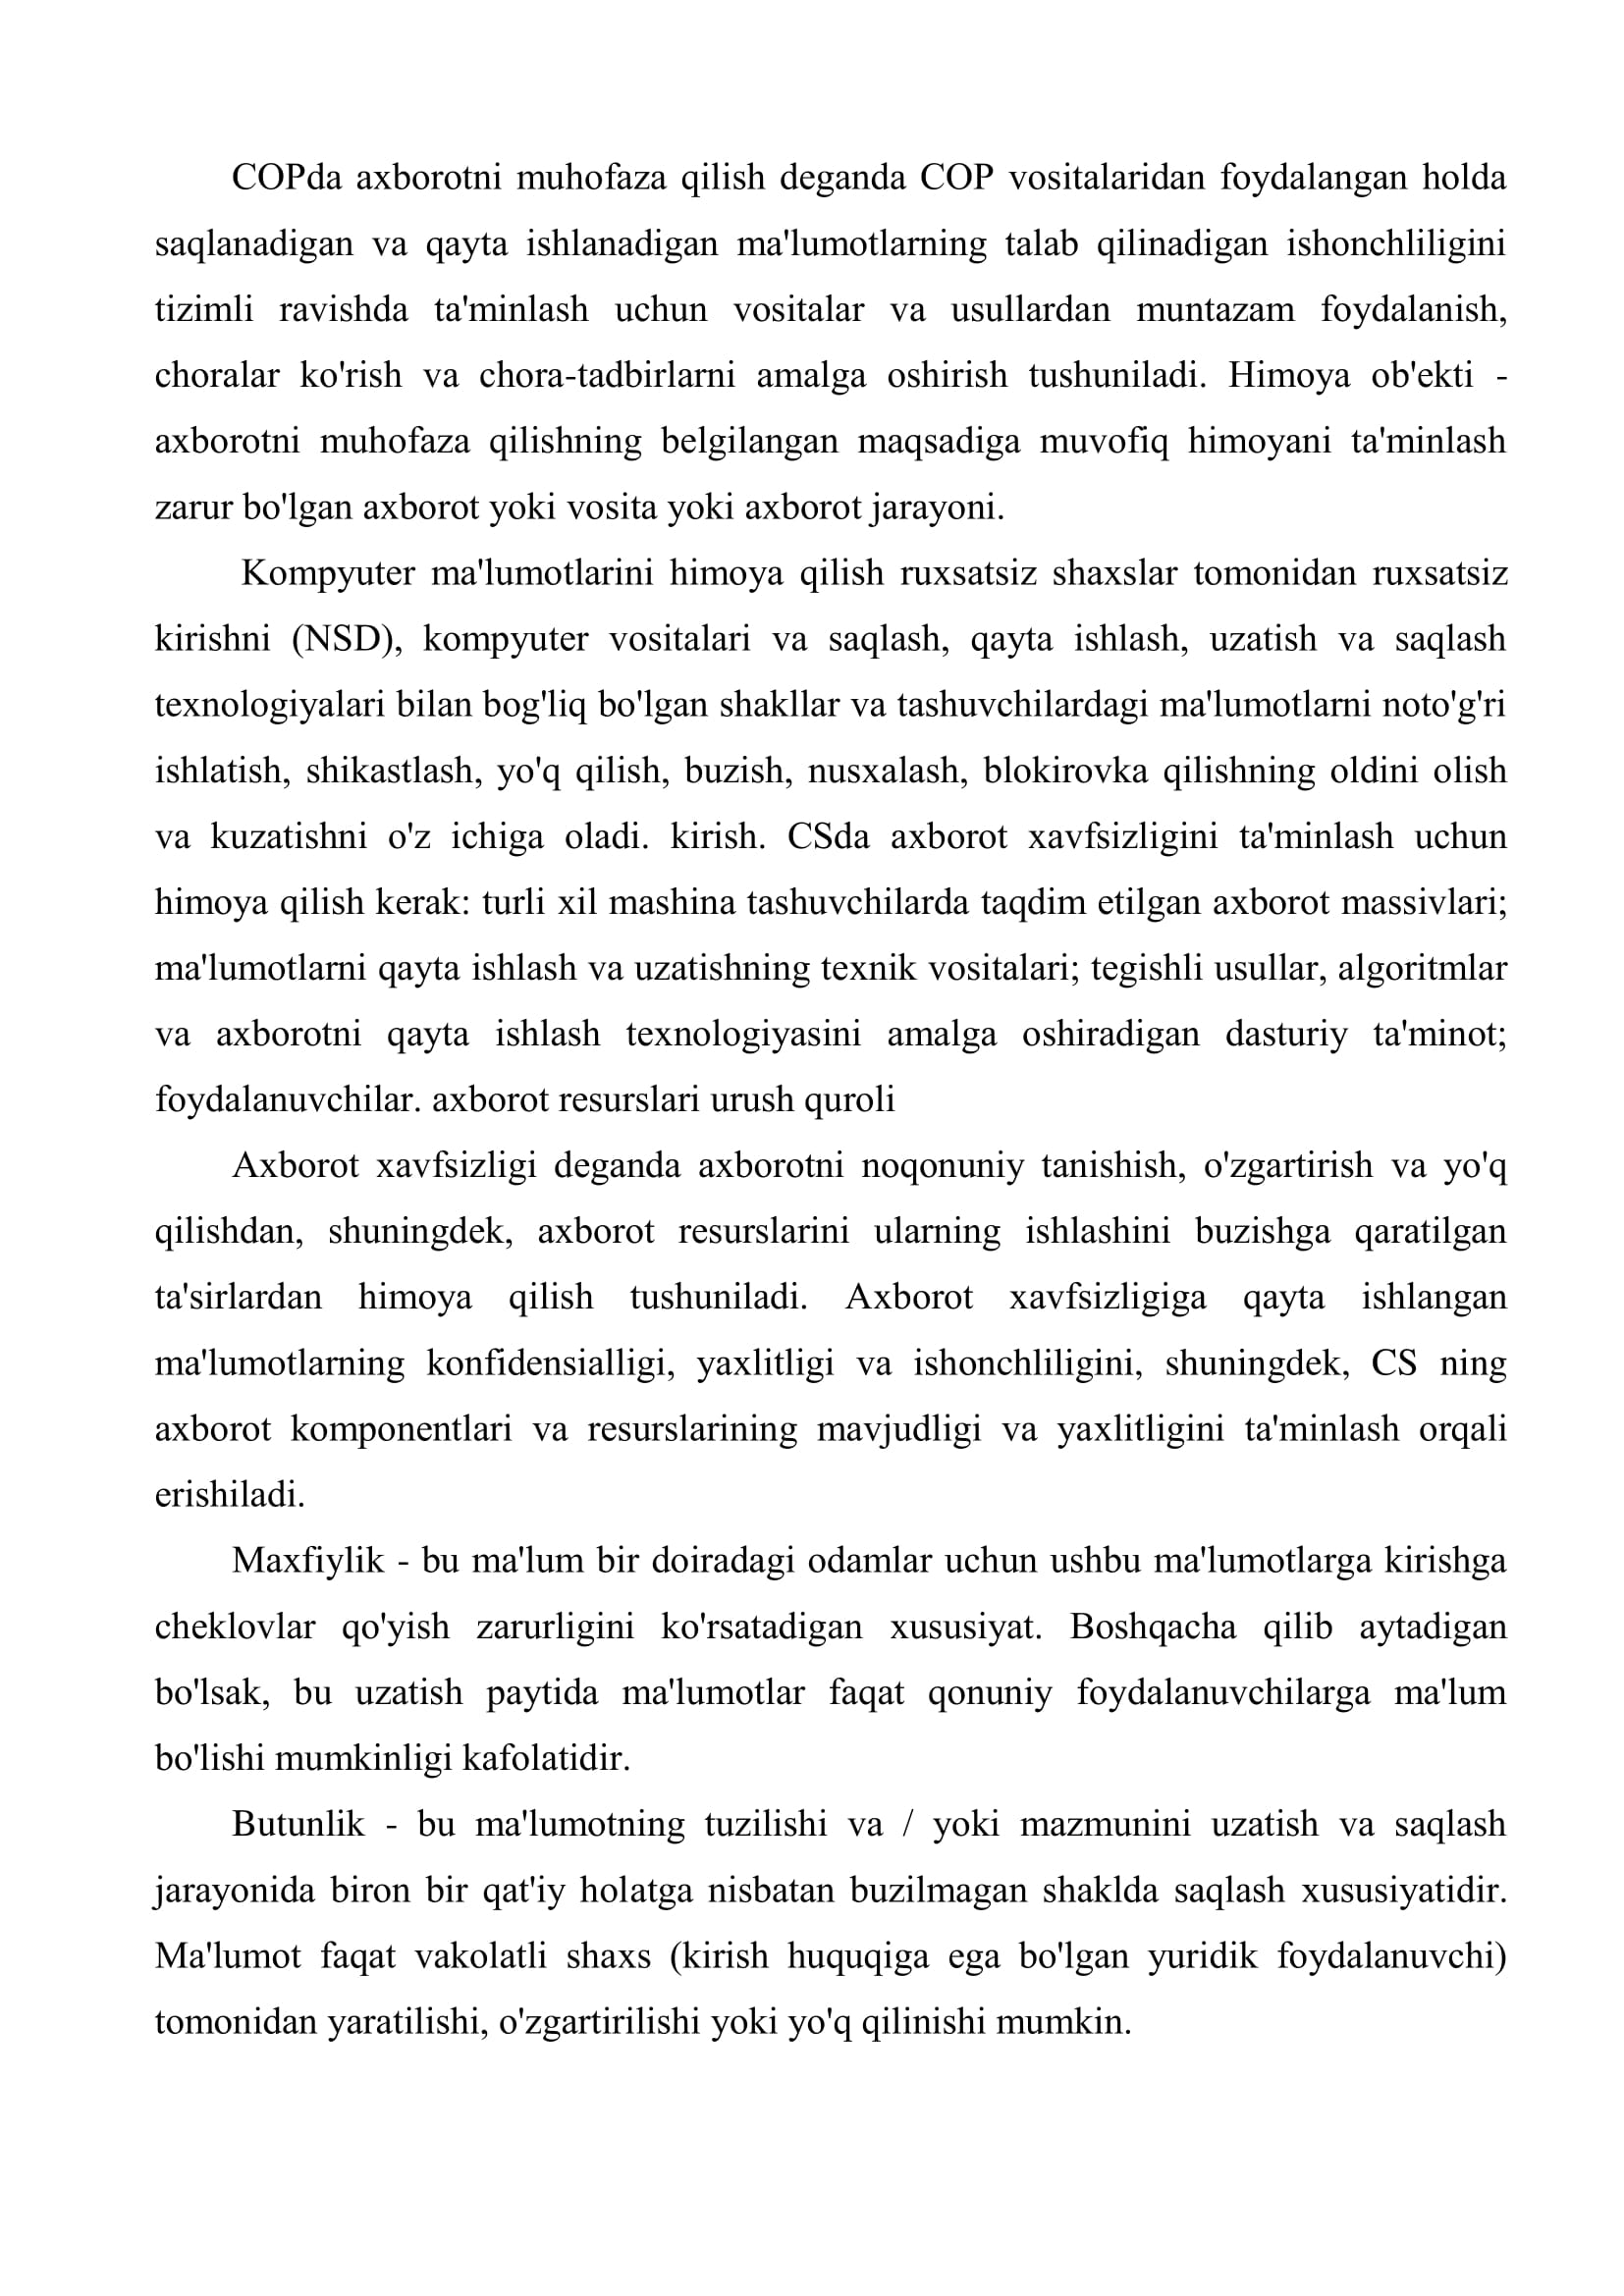 COPda axborotni muhofaza qilish deganda COP vositalaridan foydalangan holda
saqlanadigan va qayta ishlanadigan ma'lumotlarning talab qilinadigan ishonchliligini
tizimli ravishda ta'minlash uchun vositalar va usullardan muntazam foydalanish,
choralar ko'rish va chora-tadbirlarni amalga oshirish tushuniladi. Himoya ob'ekti -
axborotni muhofaza qilishning belgilangan maqsadiga muvofiq himoyani ta'minlash
zarur bo'lgan axborot yoki vosita yoki axborot jarayoni.
Kompyuter ma'lumotlarini himoya qilish ruxsatsiz shaxslar tomonidan ruxsatsiz
kirishni (NSD), kompyuter vositalari va saqlash, qayta ishlash, uzatish va saqlash
texnologiyalari bilan bog'liq bo'lgan shakllar va tashuvchilardagi ma'lumotlarni noto'g'ri
ishlatish, shikastlash, yo'q qilish, buzish, nusxalash, blokirovka qilishning oldini olish
va kuzatishni o'z ichiga oladi. kirish. CSda axborot xavfsizligini ta'minlash uchun
himoya qilish kerak: turli xil mashina tashuvchilarda taqdim etilgan axborot massivlari;
ma'lumotlarni qayta ishlash va uzatishning texnik vositalari; tegishli usullar, algoritmlar
va axborotni qayta ishlash texnologiyasini amalga oshiradigan dasturiy ta'minot;
foydalanuvchilar. axborot resurslari urush quroli
Axborot xavfsizligi deganda axborotni noqonuniy tanishish, o'zgartirish va yo'q
qilishdan, shuningdek, axborot resurslarini ularning ishlashini buzishga qaratilgan
ta'sirlardan himoya qilish tushuniladi. Axborot xavfsizligiga qayta ishlangan
ma'lumotlarning konfidensialligi, yaxlitligi va ishonchliligini, shuningdek, CS ning
axborot komponentlari va resurslarining mavjudligi va yaxlitligini ta'minlash orqali
erishiladi.
Maxfiylik - bu ma'lum bir doiradagi odamlar uchun ushbu ma'lumotlarga kirishga
cheklovlar qo'yish zarurligini ko'rsatadigan xususiyat. Boshqacha qilib aytadigan
bo'lsak, bu uzatish paytida ma'lumotlar faqat qonuniy foydalanuvchilarga ma'lum
bo'lishi mumkinligi kafolatidir.
Butunlik - bu ma'lumotning tuzilishi va / yoki mazmunini uzatish va saqlash
jarayonida biron bir qat'iy holatga nisbatan buzilmagan shaklda saqlash xususiyatidir.
Ma'lumot faqat vakolatli shaxs (kirish huquqiga ega bo'lgan yuridik foydalanuvchi)
tomonidan yaratilishi, o'zgartirilishi yoki yo'q qilinishi mumkin.